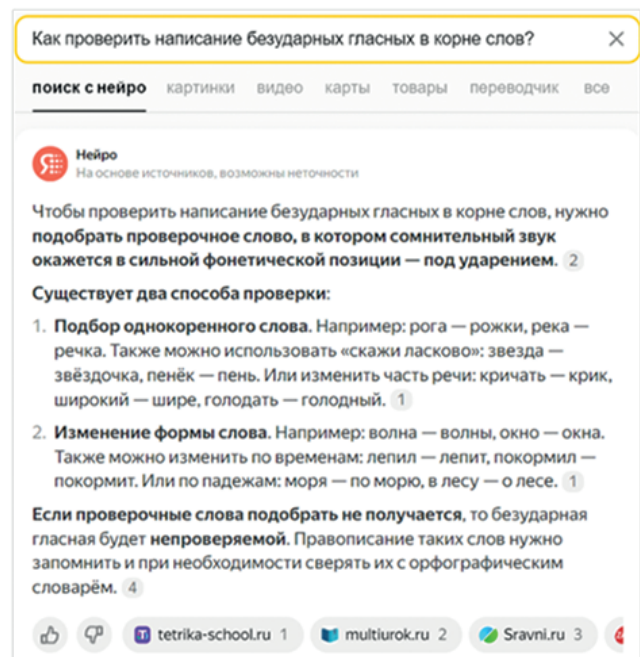 Как проверить написание безударных гласных в корне слов?
поиск с нейро картинки видео карты товары переводчик все
Нейро
На основе источников, возможны неточности
Чтобы проверить написание безударных гласных в корне слов, нужно
подобрать проверочное слово, в котором сомнительный звук
окажется в сильной фонетической позиции — под ударением. 2
Существует два способа проверки:
1. Подбор однокоренного слова. Например: рога — рожки, река —
речка. Также можно использовать «скажи ласково»: звезда —
звёздочка, пенёк — пень. Или изменить часть речи: кричать — крик,
широкий — шире, голодать — голодный. 1
2. Изменение формы слова. Например: волна — волны, окно — окна.
Также можно изменить по временам: лепил — лепит, покормил —
покормит. Или по падежам: моря — по морю, в лесу — о лесе. 1
Если проверочные слова подобрать не получается, то безударная
гласная будет непроверяемой. Правописание таких слов нужно
запомнить и при необходимости сверять их с орфографическим
словарём. 4
tetrika-school.ru 1 multiurok.ru 2 Sravni.ru 3